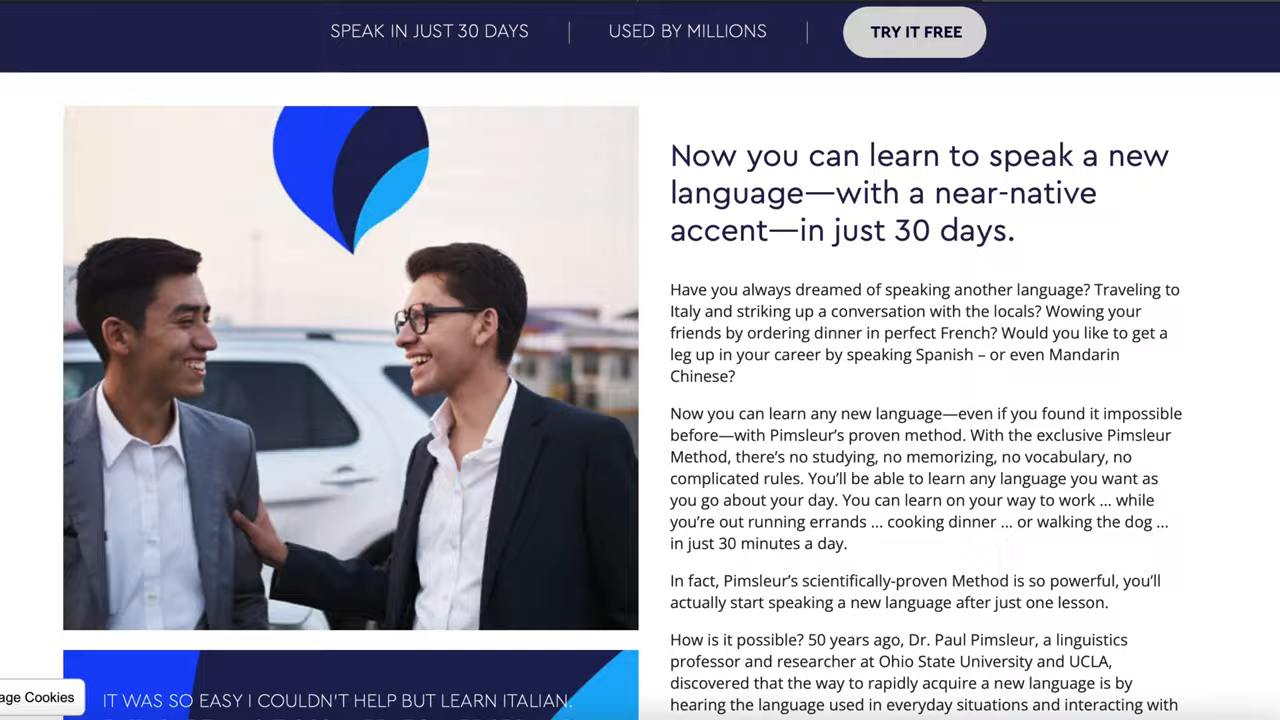 SPEAK IN JUST 30 DAYS
USED BY MILLIONS
TRY IT FREE
Now you can learn to speak a new
language—with a near-native
accent—in just 30 days.
Have you always dreamed of speaking another language? Traveling to
Italy and striking up a conversation with the locals? Wowing your
friends by ordering dinner in perfect French? Would you like to get a
leg up in your career by speaking Spanish – or even Mandarin
Chinese?
Now you can learn any new language—even if you found it impossible
before—with Pimsleur’s proven method. With the exclusive Pimsleur
Method, there’s no studying, no memorizing, no vocabulary, no
complicated rules. You’ll be able to learn any language you want as
you go about your day. You can learn on your way to work ... while
you’re out running errands ... cooking dinner ... or walking the dog ...
in just 30 minutes a day.
In fact, Pimsleur’s scientifically-proven Method is so powerful, you’ll
actually start speaking a new language after just one lesson.
How is it possible? 50 years ago, Dr. Paul Pimsleur, a linguistics
professor and researcher at Ohio State University and UCLA,
discovered that the way to rapidly acquire a new language is by
hearing the language used in everyday situations and interacting with
IT WAS SO EASY I COULDN’T HELP BUT LEARN ITALIAN.
age Cookies